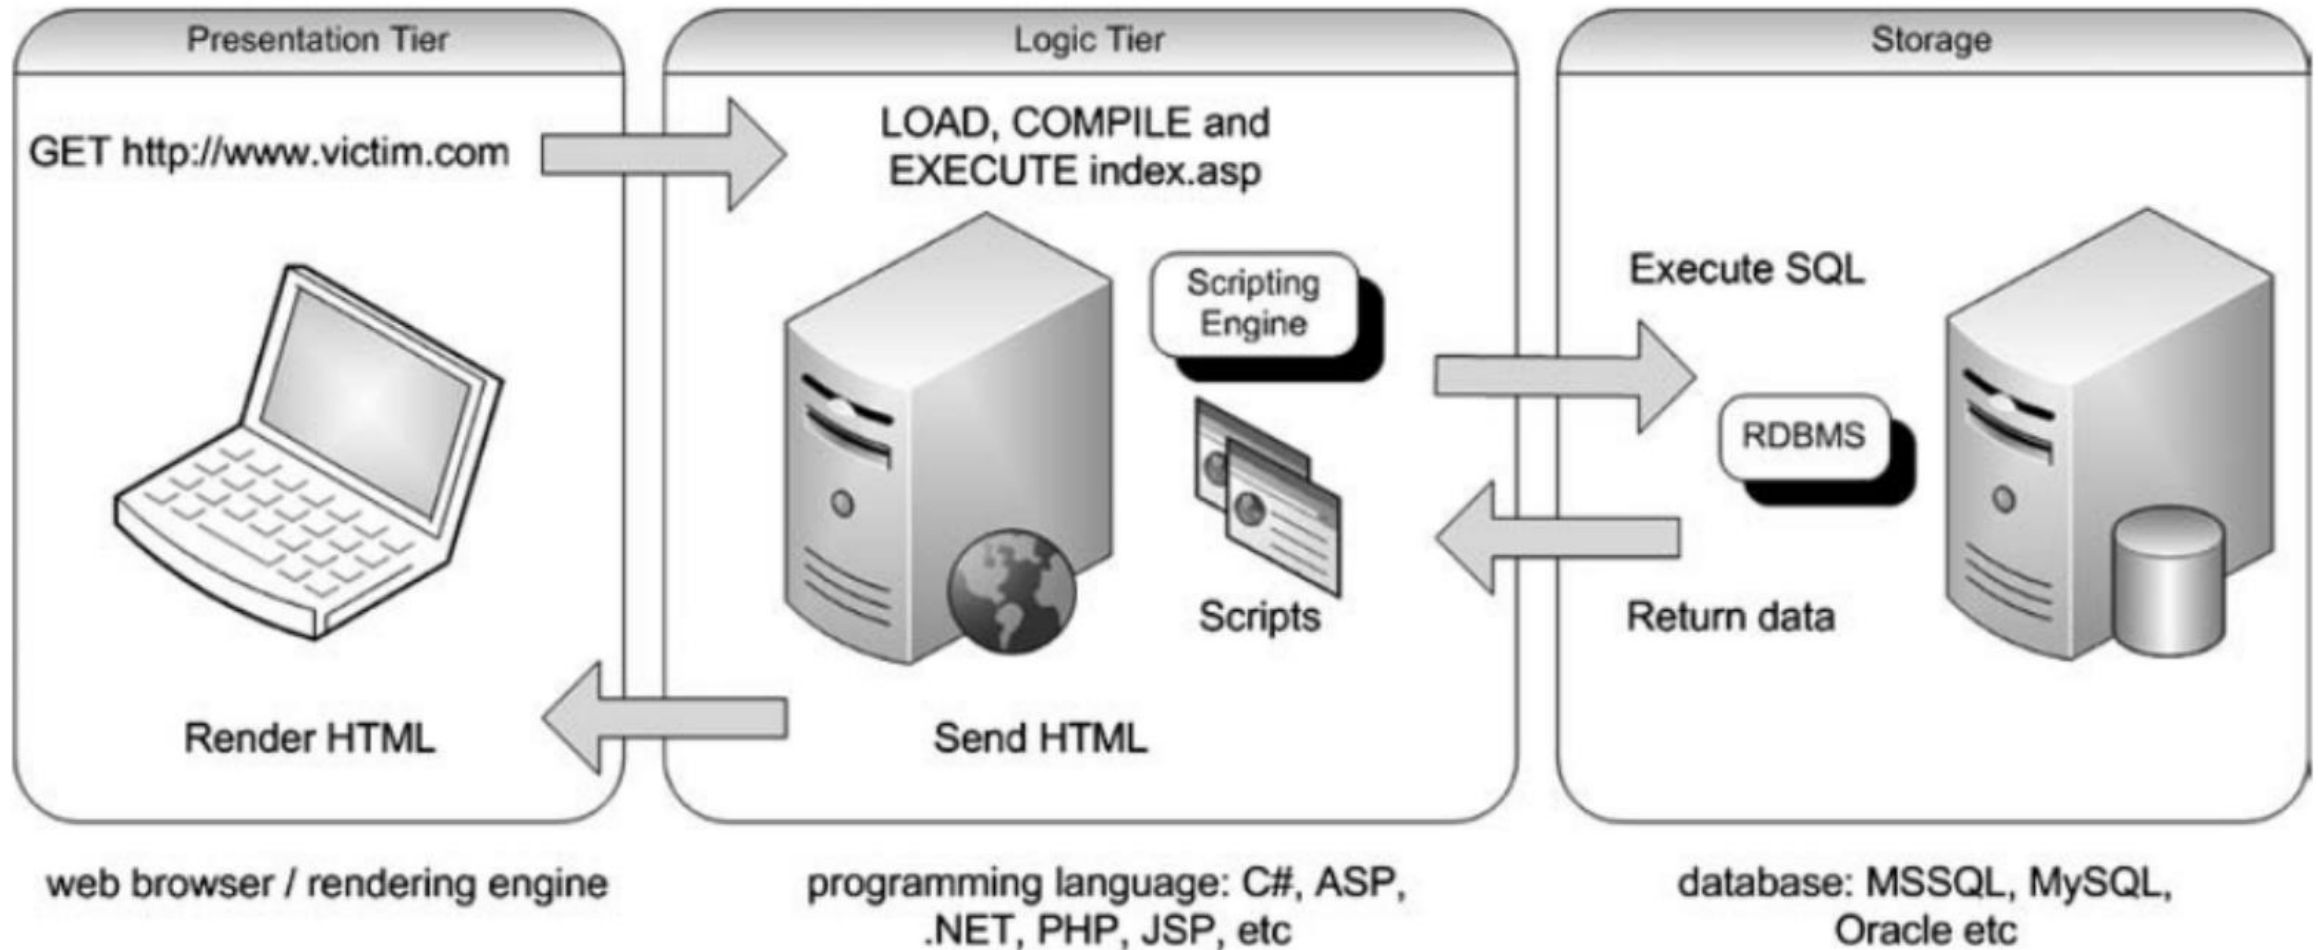 Presentation Tier
GET http://www.victim.com
Render HTML
web browser / rendering engine
Logic Tier
LOAD, COMPILE and
EXECUTE index.asp
Scripting
Engine
Scripts
Send HTML
programming language: C#, ASP,
.NET, PHP, JSP, etc
Storage
Execute SQL
RDBMS
Return data
database: MSSQL, MySQL,
Oracle etc